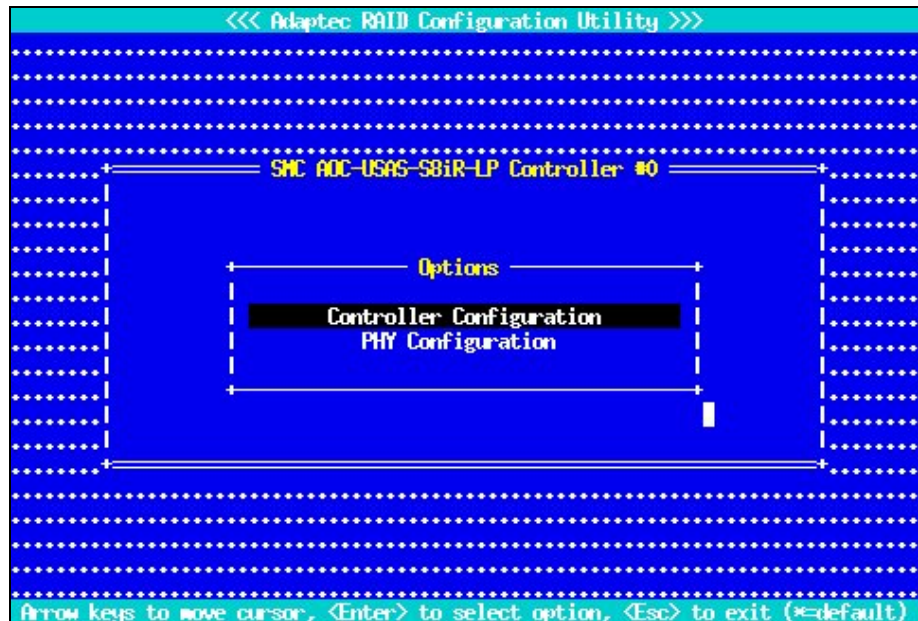 <<< Adaptec RAID Configuration Utility >>>
SMC AOC-USAS-S8iR-LP Controller #0
Options
Controller Configuration
PHY Configuration
Arrow keys to move cursor, <Enter> to select option, <Esc> to exit (*=default)